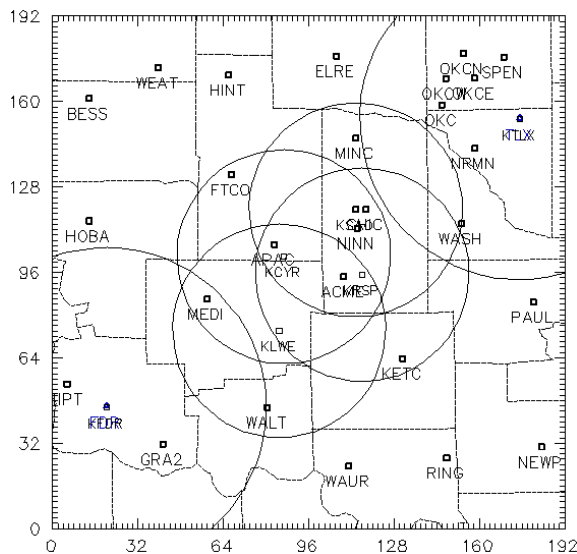 192
160
128
96
64
32
0
0 32 64 96 128 160 192
WEAT
HINT
ELRE
OKCN
SPEN
BESS
OKCE
OKC
KTLX
MINC
NRMN
FTCO
HOBA
NINN
WASH
KCYR
ACME
MEDI
PAUL
KLWE
KETC
WALT
GRA2
WAUR
RING
NEWP